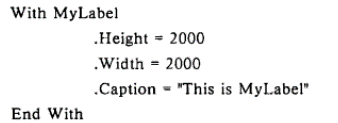 With MyLabel
.Height = 2000
.Width = 2000
.Caption = "This is MyLabel"
End With